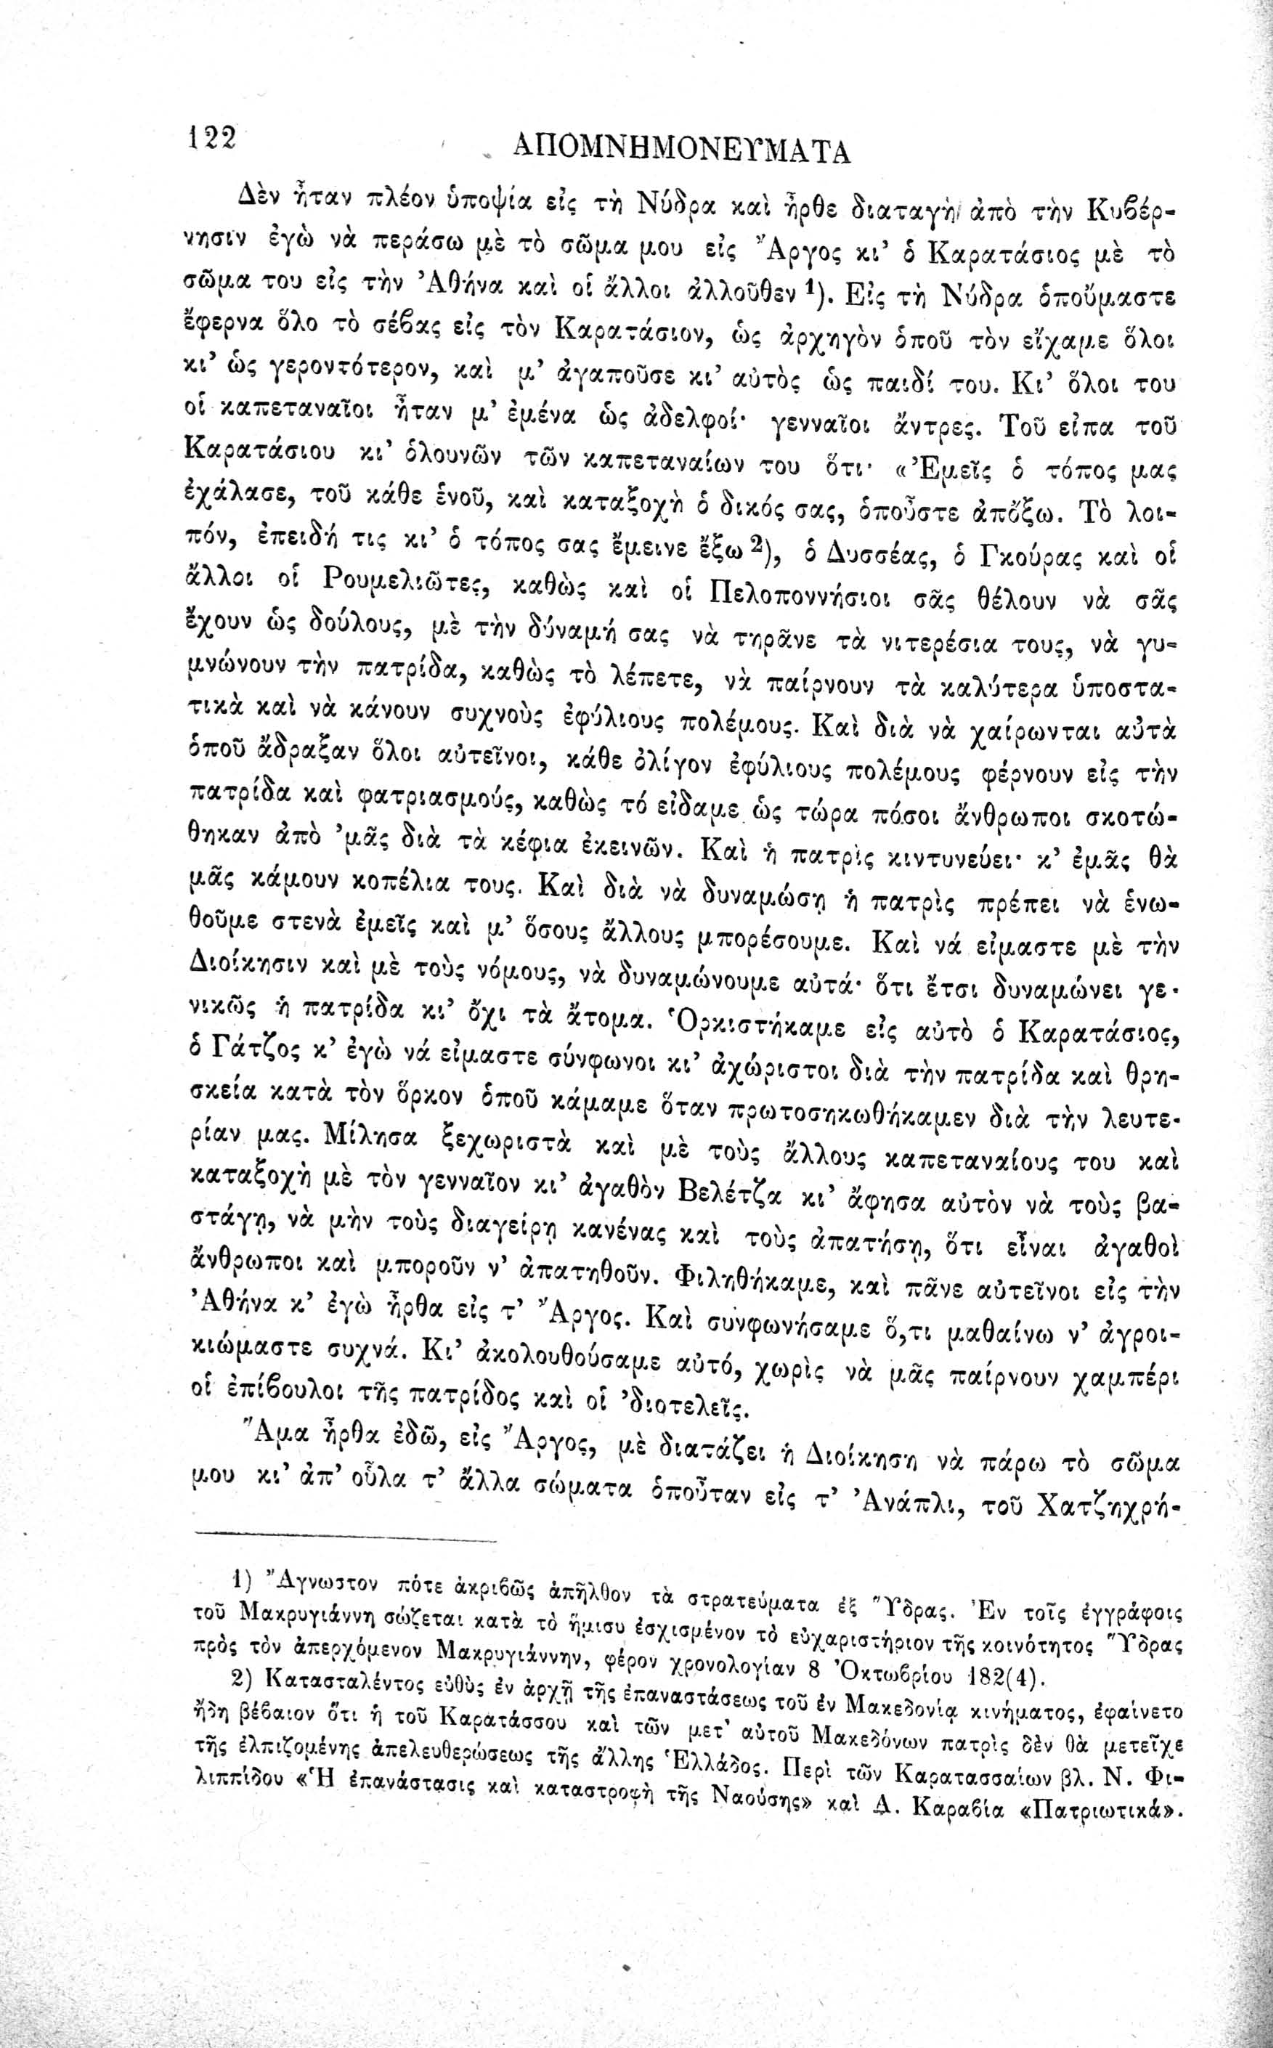 122
ΑΠΟΜΝΗΜΟΝΕΥΜΑΤΑ
Δὲν ἦταν πλέον ὑποψία εἰς τὴ Νύδρα καὶ ἦρθε διαταγὴ ἀπὸ τὴν Κυβέρ-
νησιν ἐγὼ νὰ περάσω μὲ τὸ σῶμα μου εἰς Ἄργος κι’ ὁ Καρατάσιος μὲ τὸ
σῶμα του εἰς τὴν Ἀθήνα καὶ οἱ ἄλλοι ἀλλοῦθεν 1). Εἰς τὴ Νύδρα ὁποὔμαστε
ἔφερνα ὅλο τὸ σέβας εἰς τὸν Καρατάσιον, ὡς ἀρχηγὸν ὁποῦ τὸν εἴχαμε ὅλοι
κι’ ὡς γεροντότερον, καὶ μ’ ἀγαποῦσε κι’ αὐτὸς ὡς παιδί του. Κι’ ὅλοι του
οἱ καπεταναῖοι ἦταν μ’ ἐμένα ὡς ἀδελφοί· γενναῖοι ἄντρες. Τοῦ εἶπα τοῦ
Καρατάσιου κι’ ὁλουνῶν τῶν καπεταναίων του ὅτι· «Ἐμεῖς ὁ τόπος μας
ἐχάλασε, τοῦ κάθε ἑνοῦ, καὶ καταξοχὴ ὁ δικός σας, ὁποὖστε ἀπὄξω. Τὸ λοι-
πόν, ἐπειδή τις κι’ ὁ τόπος σας ἔμεινε ἔξω 2), ὁ Δυσσέας, ὁ Γκούρας καὶ οἱ
ἄλλοι οἱ Ρουμελιῶτες, καθὼς καὶ οἱ Πελοποννήσιοι σᾶς θέλουν νὰ σᾶς
ἔχουν ὡς δούλους, μὲ τὴν δύναμή σας νὰ τηρᾶνε τὰ νιτερέσια τους, νὰ γυ-
μνώνουν τὴν πατρίδα, καθὼς τὸ λέπετε, νὰ παίρνουν τὰ καλύτερα ὑποστα-
τικὰ καὶ νὰ κάνουν συχνοὺς ἐφύλιους πολέμους. Καὶ διὰ νὰ χαίρωνται αὐτὰ
ὁποῦ ἄδραξαν ὅλοι αὐτεῖνοι, κάθε ὀλίγον ἐφύλιους πολέμους φέρνουν εἰς τὴν
πατρίδα καὶ φατριασμούς, καθὼς τό εἴδαμε ὡς τώρα πόσοι ἄνθρωποι σκοτώ-
θηκαν ἀπὸ ’μᾶς διὰ τὰ κέφια ἐκεινῶν. Καὶ ἡ πατρὶς κιντυνεύει· κ’ ἐμᾶς θὰ
μᾶς κάμουν κοπέλια τους. Καὶ διὰ νὰ δυναμώσῃ ἡ πατρὶς πρέπει νὰ ἑνω-
θοῦμε στενὰ ἐμεῖς καὶ μ’ ὅσους ἄλλους μπορέσουμε. Καὶ νά εἴμαστε μὲ τὴν
Διοίκησιν καὶ μὲ τοὺς νόμους, νὰ δυναμώνουμε αὐτά· ὅτι ἔτσι δυναμώνει γε-
νικῶς ἡ πατρίδα κι’ ὄχι τὰ ἄτομα. Ὁρκιστήκαμε εἰς αὐτὸ ὁ Καρατάσιος,
ὁ Γάτζος κ’ ἐγὼ νά εἴμαστε σύνφωνοι κι’ ἀχώριστοι διὰ τὴν πατρίδα καὶ θρη-
σκεία κατὰ τὸν ὅρκον ὁποῦ κάμαμε ὅταν πρωτοσηκωθήκαμεν διὰ τὴν λευτε-
ρίαν μας. Μίλησα ξεχωριστὰ καὶ μὲ τοὺς ἄλλους καπεταναίους του καὶ
καταξοχὴ μὲ τὸν γενναῖον κι’ ἀγαθὸν Βελέτζα κι’ ἄφησα αὐτὸν νὰ τοὺς βα-
στάγῃ, νὰ μὴν τοὺς διαγείρῃ κανένας καὶ τοὺς ἀπατήσῃ, ὅτι εἶναι ἀγαθοὶ
ἄνθρωποι καὶ μποροῦν ν’ ἀπατηθοῦν. Φιληθήκαμε, καὶ πᾶνε αὐτεῖνοι εἰς τὴν
Ἀθήνα κ’ ἐγὼ ἦρθα εἰς τ’ Ἄργος. Καὶ συνφωνήσαμε ὅ,τι μαθαίνω ν’ ἀγροι-
κιώμαστε συχνά. Κι’ ἀκολουθούσαμε αὐτό, χωρὶς νὰ μᾶς παίρνουν χαμπέρι
οἱ ἐπίβουλοι τῆς πατρίδος καὶ οἱ ’διοτελεῖς.
Ἅμα ἦρθα ἐδῶ, εἰς Ἄργος, μὲ διατάζει ἡ Διοίκηση νὰ πάρω τὸ σῶμα
μου κι’ ἀπ’ οὗλα τ’ ἄλλα σώματα ὁποὖταν εἰς τ’ Ἀνάπλι, τοῦ Χατζηχρή-
1) Ἄγνωστον πότε ἀκριβῶς ἀπῆλθον τὰ στρατεύματα ἐξ Ὕδρας. Ἐν τοῖς ἐγγράφοις
τοῦ Μακρυγιάννη σώζεται κατὰ τὸ ἥμισυ ἐσχισμένον τὸ εὐχαριστήριον τῆς κοινότητος Ὕδρας
πρὸς τὸν ἀπερχόμενον Μακρυγιάννην, φέρον χρονολογίαν 8 Ὀκτωβρίου 182(4).
2) Κατασταλέντος εὐθὺς ἐν ἀρχῇ τῆς ἐπαναστάσεως τοῦ ἐν Μακεδονίᾳ κινήματος, ἐφαίνετο
ἤδη βέβαιον ὅτι ἡ τοῦ Καρατάσσου καὶ τῶν μετ’ αὐτοῦ Μακεδόνων πατρὶς δὲν θὰ μετεῖχε
τῆς ἐλπιζομένης ἀπελευθερώσεως τῆς ἄλλης Ἑλλάδος. Περὶ τῶν Καρατασσαίων βλ. Ν. Φι-
λιππίδου «Ἡ ἐπανάστασις καὶ καταστροφὴ τῆς Ναούσης» καὶ Δ. Καραβία «Πατριωτικά».